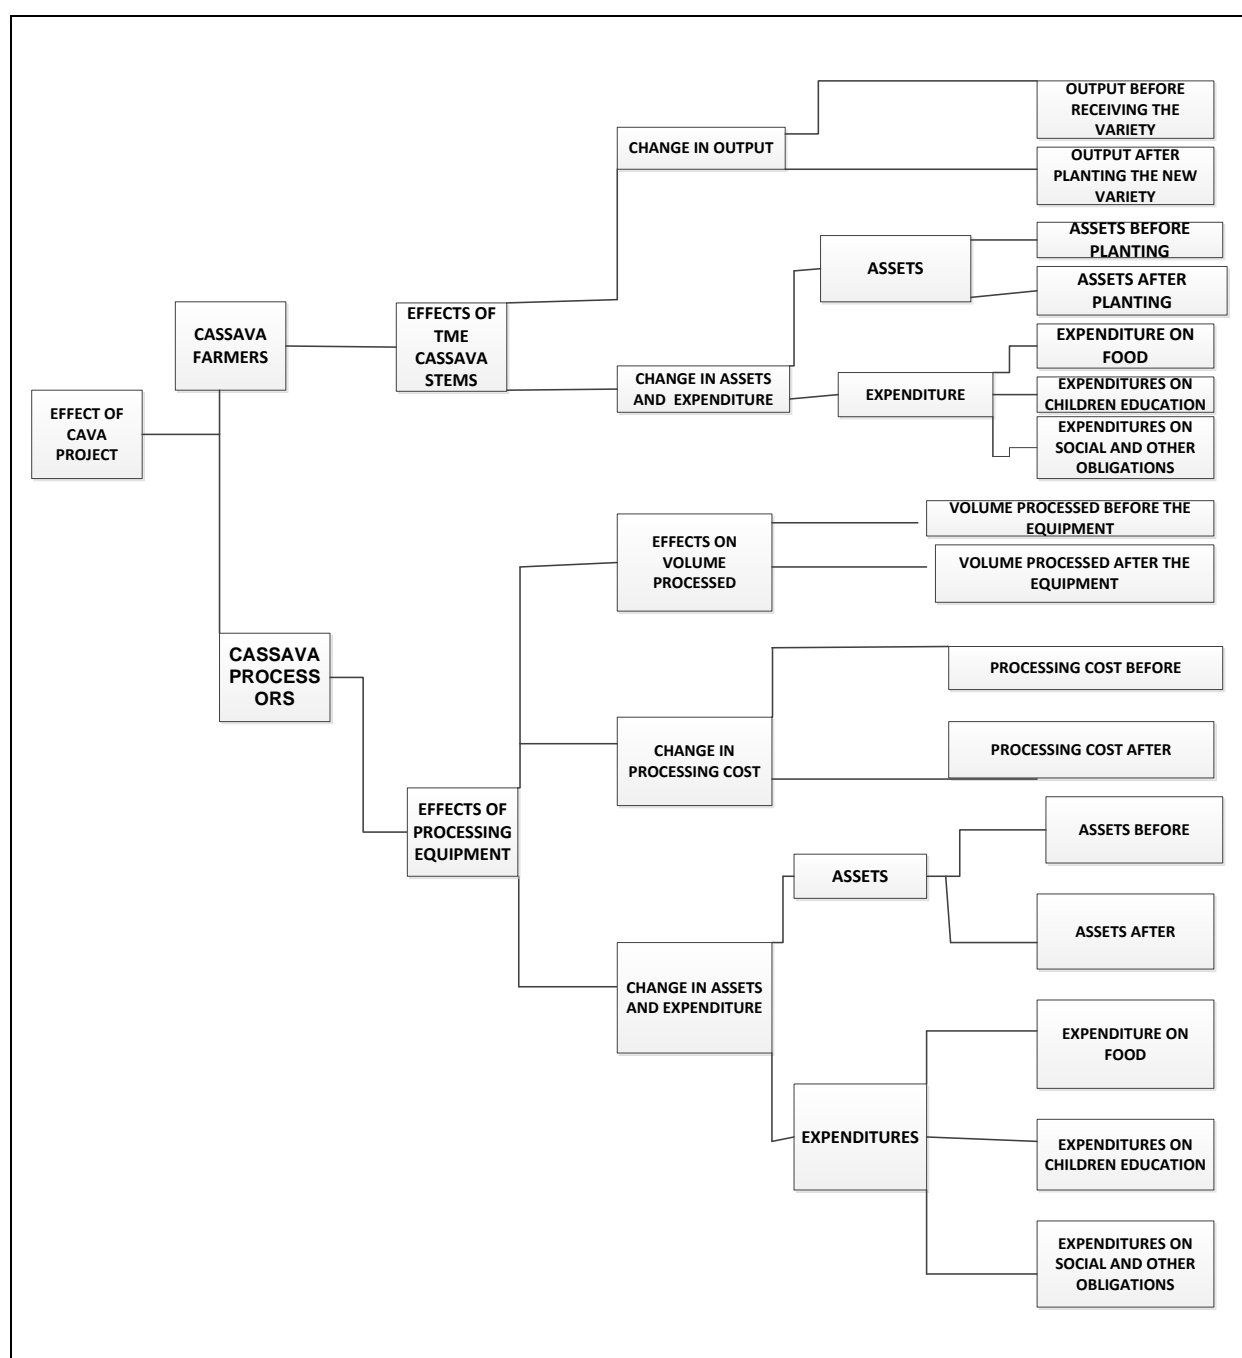 OUTPUT BEFORE
RECEIVING THE
VARIETY
CHANGE IN OUTPUT
OUTPUT AFTER
PLANTING THE NEW
VARIETY
ASSETS BEFORE
PLANTING
ASSETS
ASSETS AFTER
PLANTING
CASSAVA
FARMERS
EFFECTS OF
TME
CASSAVA
STEMS
EXPENDITURE ON
FOOD
CHANGE IN ASSETS
AND EXPENDITURE
EXPENDITURE
EXPENDITURES ON
CHILDREN EDUCATION
EXPENDITURES ON
SOCIAL AND OTHER
OBLIGATIONS
EFFECT OF
CAVA
PROJECT
EFFECTS ON
VOLUME
PROCESSED
VOLUME PROCESSED BEFORE THE
EQUIPMENT
VOLUME PROCESSED AFTER THE
EQUIPMENT
CASSAVA
PROCESS
ORS
PROCESSING COST BEFORE
CHANGE IN
PROCESSING COST
PROCESSING COST AFTER
EFFECTS OF
PROCESSING
EQUIPMENT
ASSETS BEFORE
ASSETS
ASSETS AFTER
CHANGE IN ASSETS
AND EXPENDITURE
EXPENDITURE ON
FOOD
EXPENDITURES
EXPENDITURES ON
CHILDREN EDUCATION
EXPENDITURES ON
SOCIAL AND OTHER
OBLIGATIONS